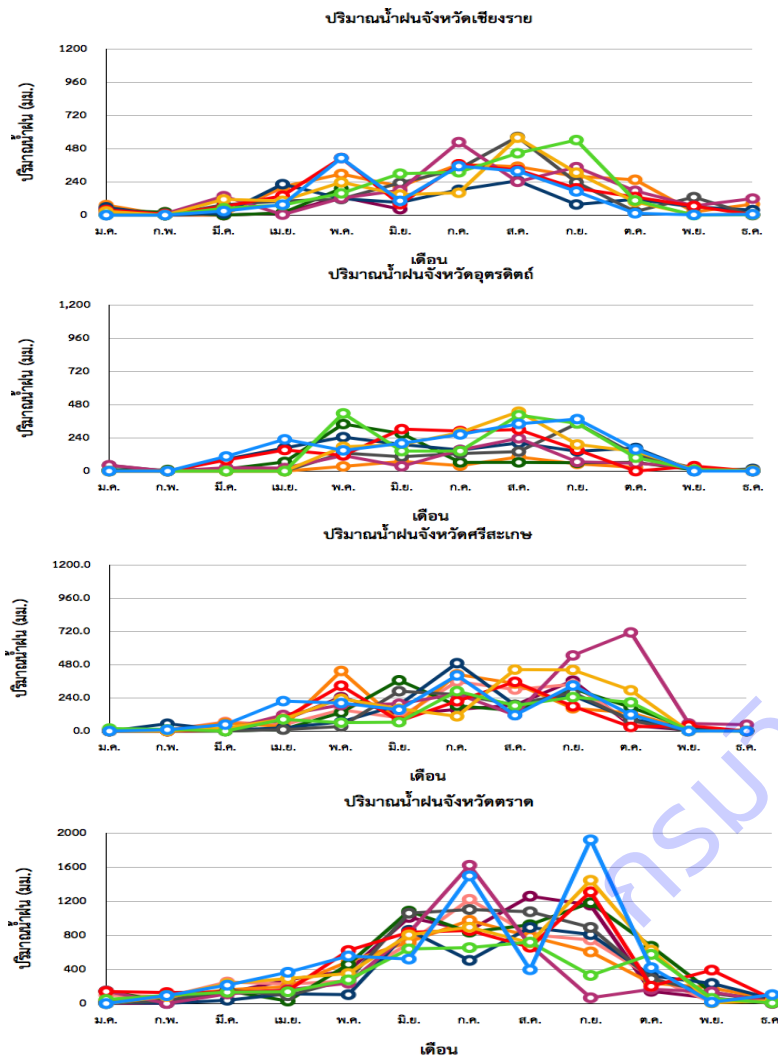 ปริมาณน้ำฝนจังหวัดเชียงราย
ปริมาณน้ำฝน (มม.)
1200
960
720
480
240
0
ม.ค. ก.พ. มี.ค. เม.ย. พ.ค. มิ.ย. ก.ค. ส.ค. ก.ย. ต.ค. พ.ย. ธ.ค.
เดือน
ปริมาณน้ำฝนจังหวัดอุตรดิตถ์
ปริมาณน้ำฝน (มม.)
1,200
960
720
480
240
0
ม.ค. ก.พ. มี.ค. เม.ย. พ.ค. มิ.ย. ก.ค. ส.ค. ก.ย. ต.ค. พ.ย. ธ.ค.
เดือน
ปริมาณน้ำฝนจังหวัดศรีสะเกษ
ปริมาณน้ำฝน (มม.)
1200.0
960.0
720.0
480.0
240.0
0.0
ม.ค. ก.พ. มี.ค. เม.ย. พ.ค. มิ.ย. ก.ค. ส.ค. ก.ย. ต.ค. พ.ย. ธ.ค.
เดือน
ปริมาณน้ำฝนจังหวัดตราด
ปริมาณน้ำฝน (มม.)
2000
1600
1200
800
400
0
ม.ค. ก.พ. มี.ค. เม.ย. พ.ค. มิ.ย. ก.ค. ส.ค. ก.ย. ต.ค. พ.ย. ธ.ค.
เดือน